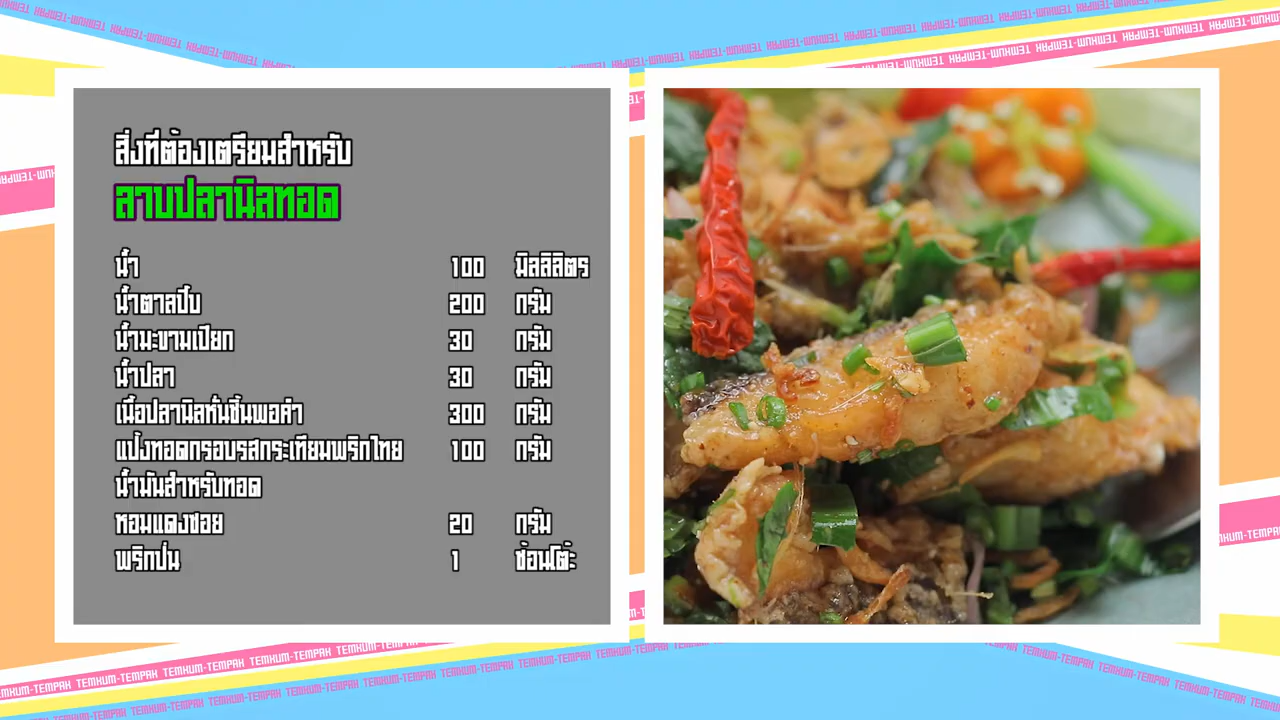 สิ่งที่ต้องเตรียมสำหรับ
ลาบปลานิลทอด
น้ำ 100 มิลลิลิตร
น้ำตาลปี๊บ 200 กรัม
น้ำมะขามเปียก 30 กรัม
น้ำปลา 30 กรัม
เนื้อปลานิลหั่นชิ้นพอคำ 300 กรัม
แป้งทอดกรอบรสกระเทียมพริกไทย 100 กรัม
น้ำมันสำหรับทอด
หอมแดงซอย 20 กรัม
พริกป่น 1 ช้อนโต๊ะ
TEMKUM-TEMPAK TEMKUM-TEMPAK TEMKUM-TEMPAK TEMKUM-TEMPAK